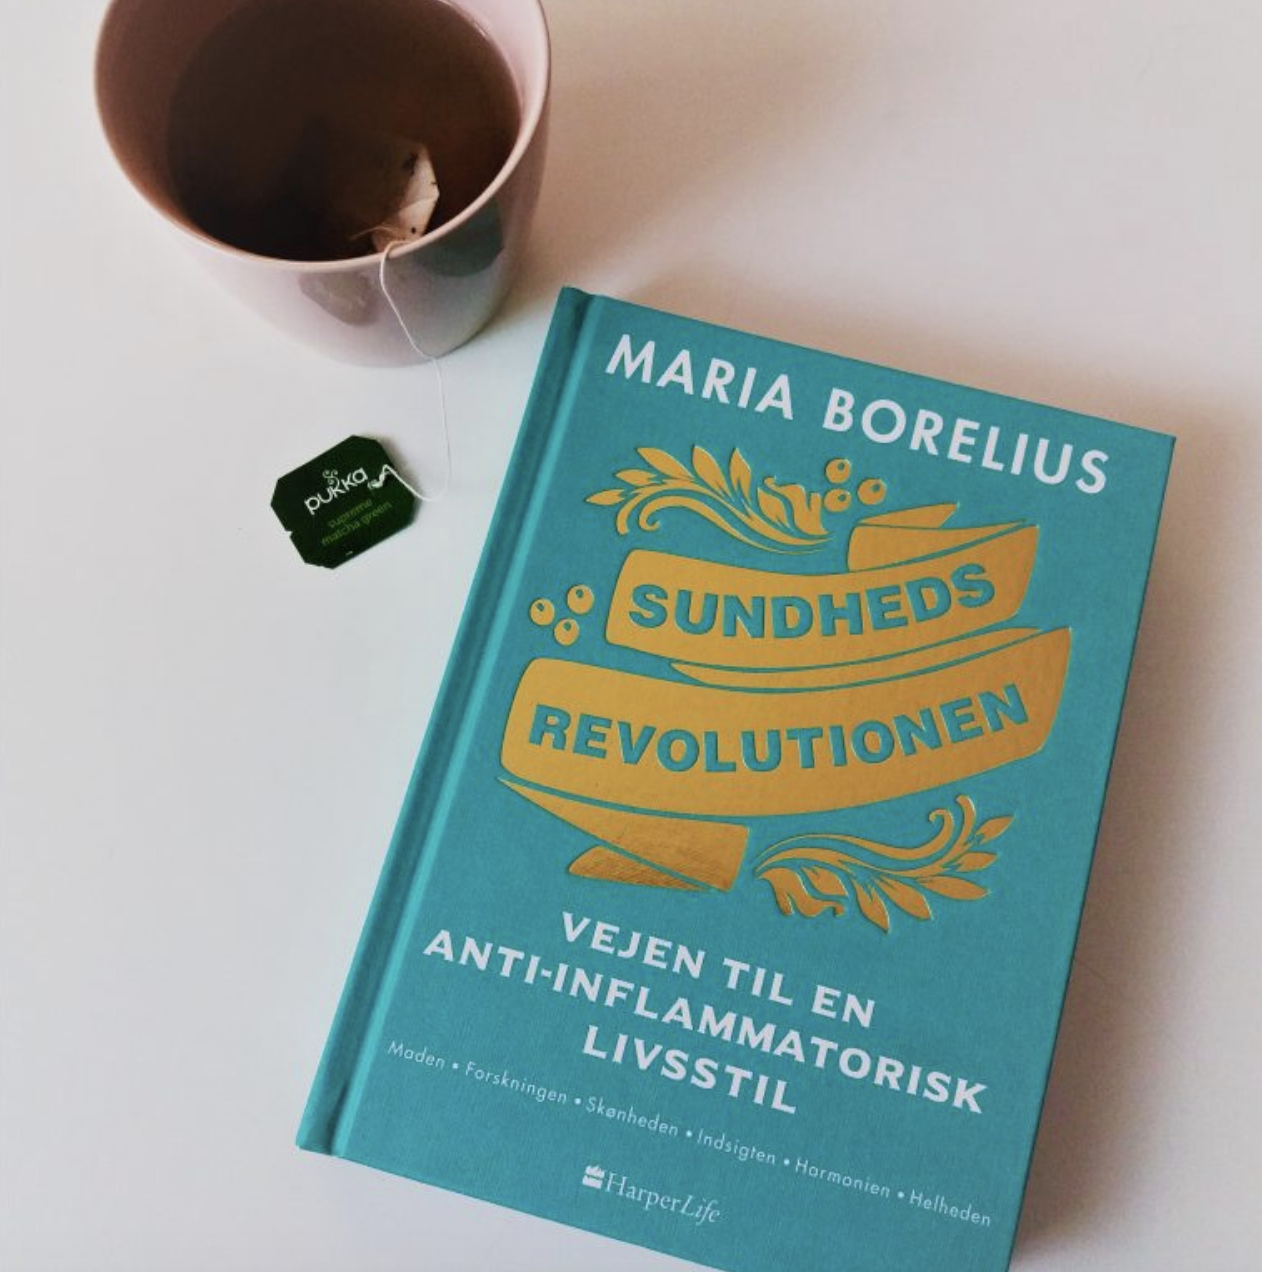 pukka
supreme
matcha green
MARIA BORELIUS
SUNDHEDS
REVOLUTIONEN
VEJEN TIL EN
ANTI-INFLAMMATORISK
LIVSSTIL
Maden • Forskningen • Skønheden • Indsigten • Harmonien • Helheden
HarperLife